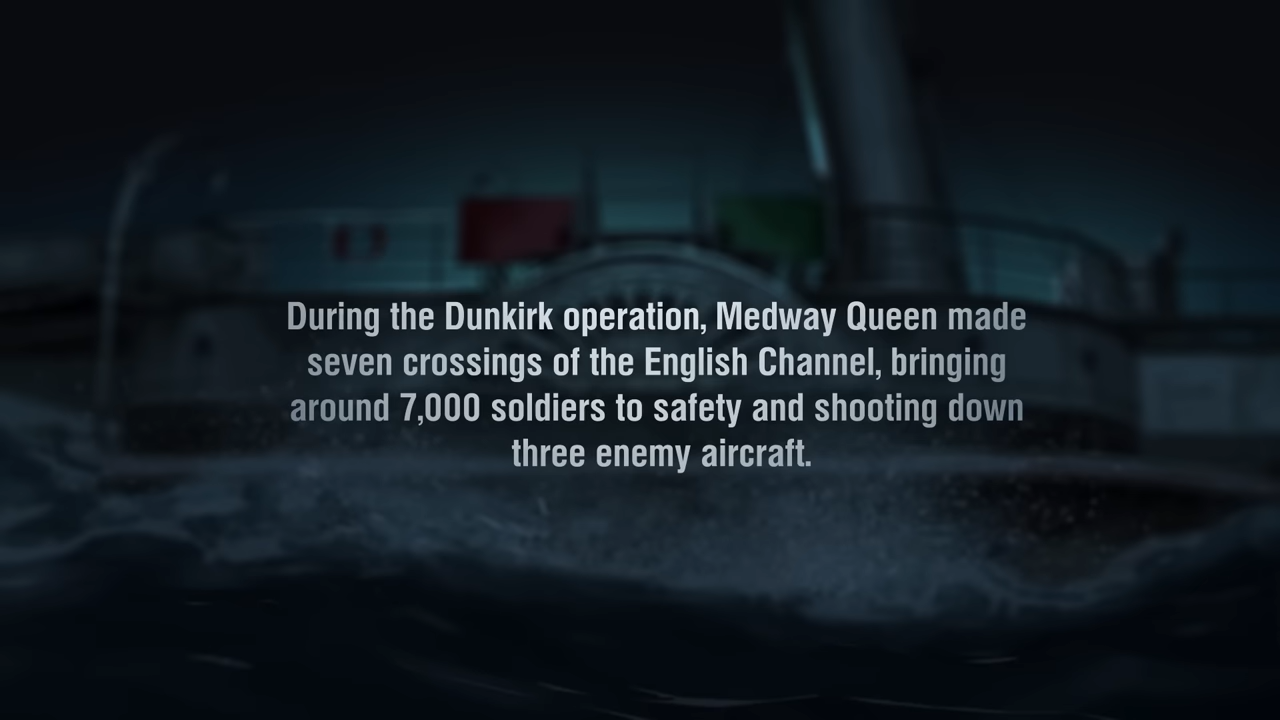 During the Dunkirk operation, Medway Queen made
seven crossings of the English Channel, bringing
around 7,000 soldiers to safety and shooting down
three enemy aircraft.